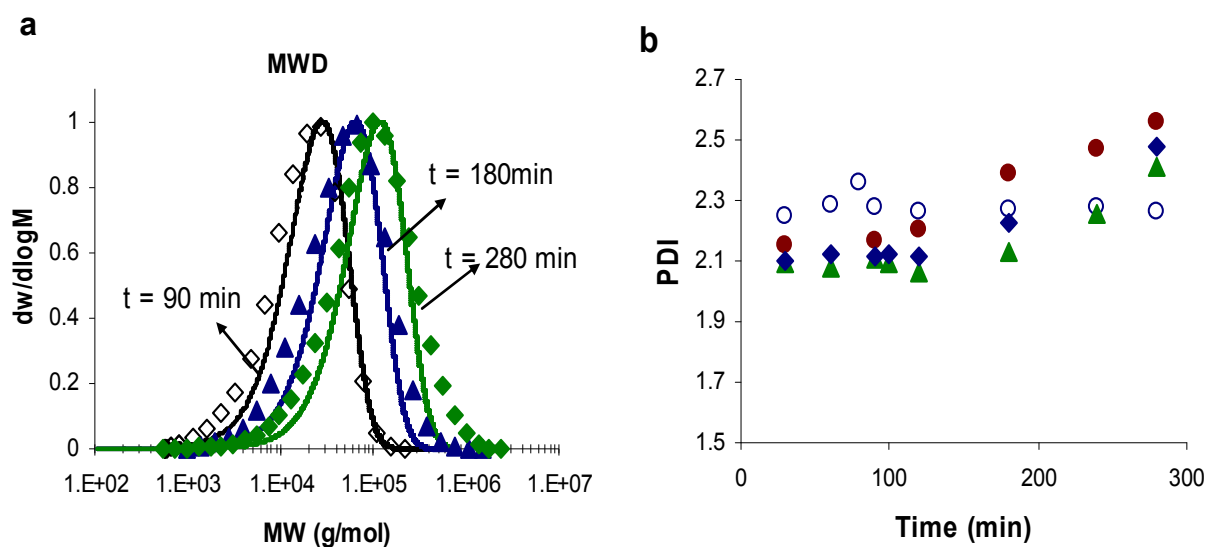 a
MWD
1
0.8
0.6
0.4
0.2
0
dw/dlogM
t = 180min
t = 280 min
t = 90 min
1.E+02 1.E+03 1.E+04 1.E+05 1.E+06 1.E+07
MW (g/mol)
b
2.7
2.5
2.3
2.1
1.9
1.7
1.5
PDI
0 100 200 300
Time (min)